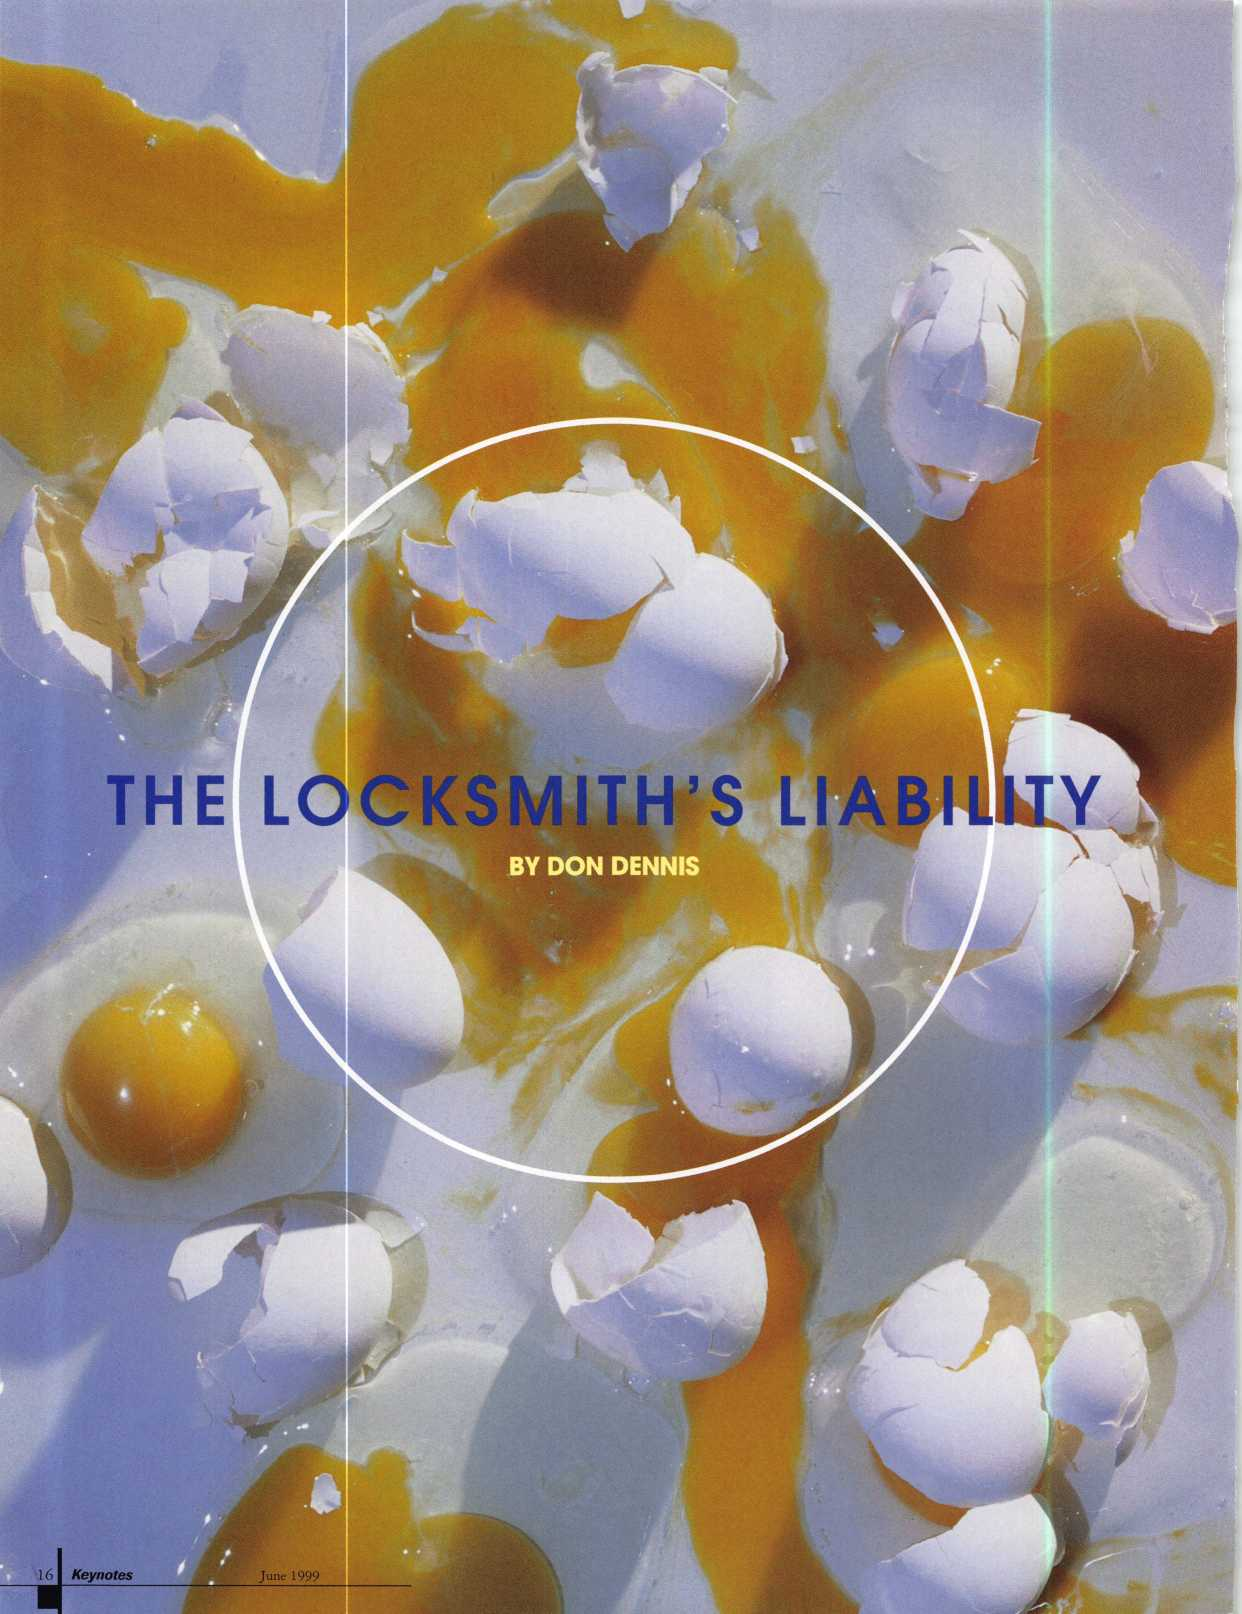 THE LOCKSMITH'S LIABILITY
BY DON DENNIS
16 Keynotes June 1999